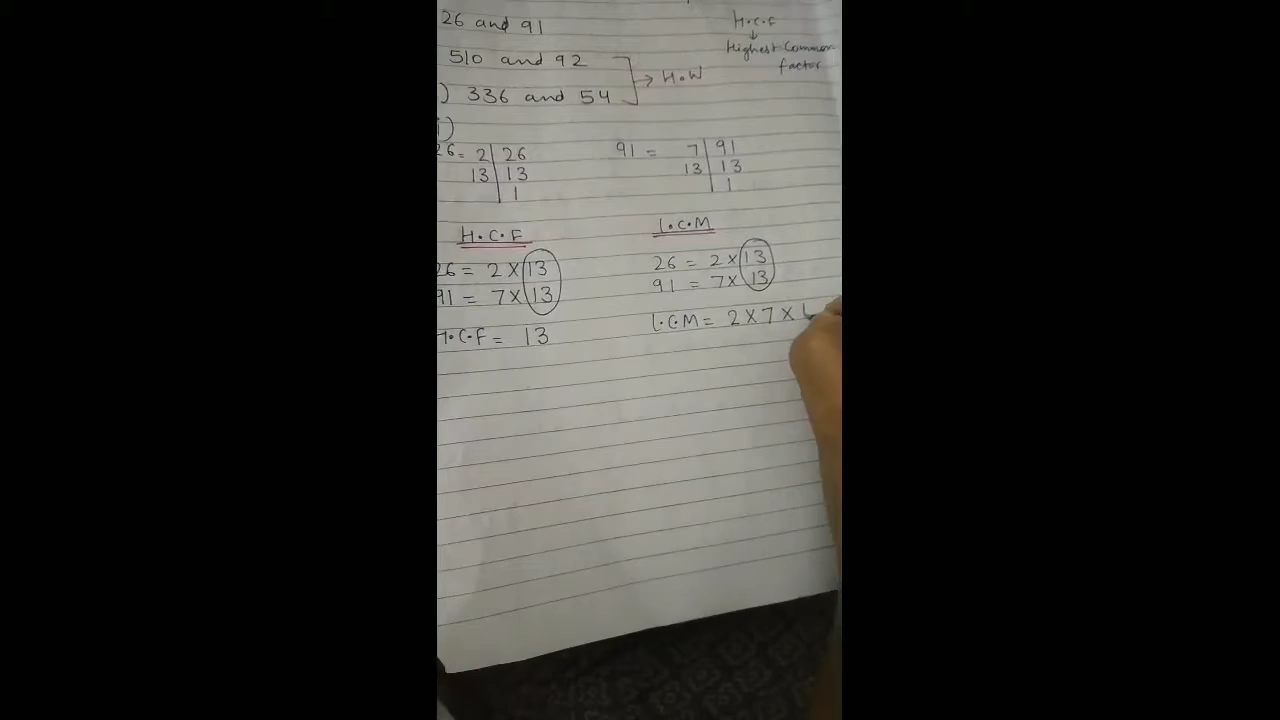 26 and 91
H.C.F
↓
Highest Common factor
510 and 92
) 336 and 54
→ H.W
i)
26 = 2 | 26
13 | 13
1
91 = 7 | 91
13 | 13
1
H.C.F
26 = 2 × 13
91 = 7 × 13
H.C.F = 13
L.C.M
26 = 2 × 13
91 = 7 × 13
L.C.M = 2 × 7 ×